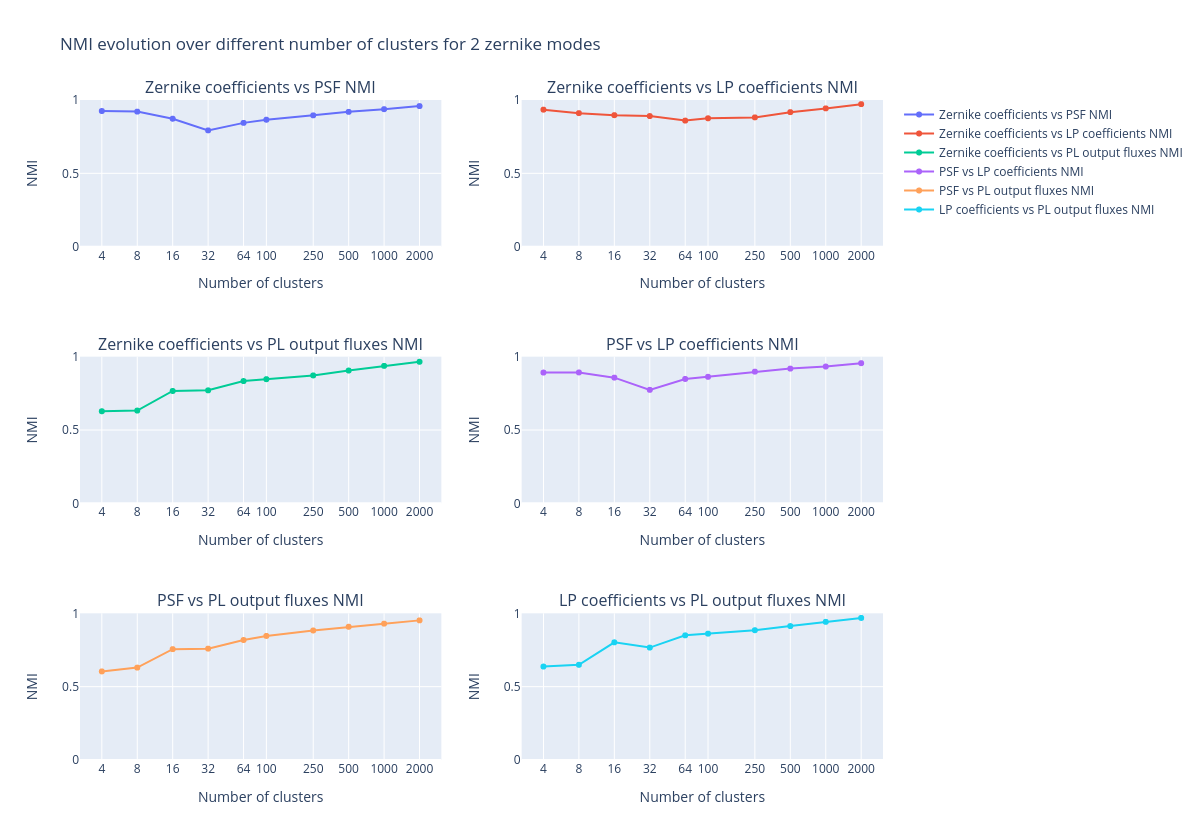 NMI evolution over different number of clusters for 2 zernike modes
Zernike coefficients vs PSF NMI
1
0.5
0
NMI
4 8 16 32 64 100 250 500 1000 2000
Number of clusters
Zernike coefficients vs LP coefficients NMI
1
0.5
0
NMI
4 8 16 32 64 100 250 500 1000 2000
Number of clusters
Zernike coefficients vs PSF NMI
Zernike coefficients vs LP coefficients NMI
Zernike coefficients vs PL output fluxes NMI
PSF vs LP coefficients NMI
PSF vs PL output fluxes NMI
LP coefficients vs PL output fluxes NMI
Zernike coefficients vs PL output fluxes NMI
1
0.5
0
NMI
4 8 16 32 64 100 250 500 1000 2000
Number of clusters
PSF vs LP coefficients NMI
1
0.5
0
NMI
4 8 16 32 64 100 250 500 1000 2000
Number of clusters
PSF vs PL output fluxes NMI
1
0.5
0
NMI
4 8 16 32 64 100 250 500 1000 2000
Number of clusters
LP coefficients vs PL output fluxes NMI
1
0.5
0
NMI
4 8 16 32 64 100 250 500 1000 2000
Number of clusters